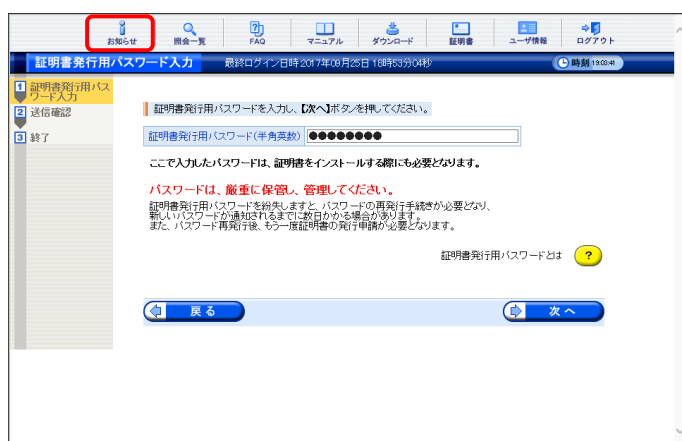 お知らせ
照会一覧
FAQ
マニュアル
ダウンロード
証明書
ユーザ情報
ログアウト
証明書発行用パスワード入力
最終ログイン日時:2017年09月25日 18時53分04秒
時刻 19:03:41
1 証明書発行用パス
ワード入力
2 送信確認
3 終了
証明書発行用パスワードを入力し、【次へ】ボタンを押してください。
証明書発行用パスワード(半角英数) ●●●●●●●●
ここで入力したパスワードは、証明書をインストールする際にも必要となります。
パスワードは、厳重に保管し、管理してください。
証明書発行用パスワードを紛失しますと、パスワードの再発行手続きが必要となり、
新しいパスワードが通知されるまでに数日かかる場合があります。
また、パスワード再発行後、もう一度証明書の発行申請が必要となります。
証明書発行用パスワードとは ?
戻る
次へ